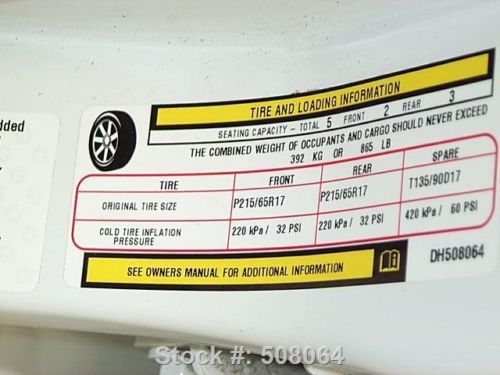 dded
TIRE AND LOADING INFORMATION
SEATING CAPACITY - TOTAL 5 FRONT 2 REAR 3
THE COMBINED WEIGHT OF OCCUPANTS AND CARGO SHOULD NEVER EXCEED
392 KG OR 865 LB
TIRE FRONT REAR SPARE
ORIGINAL TIRE SIZE P215/65R17 P215/65R17 T135/90D17
COLD TIRE INFLATION PRESSURE 220 kPa / 32 PSI 220 kPa / 32 PSI 420 kPa / 60 PSI
SEE OWNERS MANUAL FOR ADDITIONAL INFORMATION
DH508064
Stock #: 508064